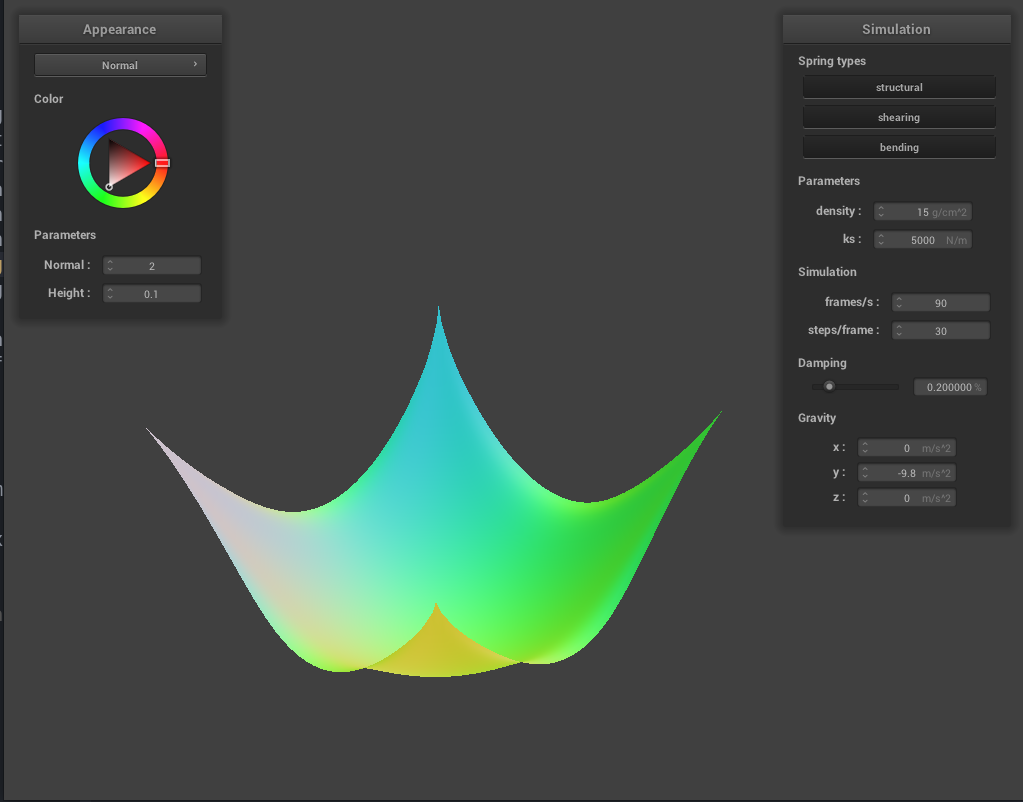 Appearance
Normal
Color
Parameters
Normal :
2
Height :
0.1
Simulation
Spring types
structural
shearing
bending
Parameters
density :
15 g/cm^2
ks :
5000 N/m
Simulation
frames/s :
90
steps/frame :
30
Damping
0.200000 %
Gravity
x :
0 m/s^2
y :
-9.8 m/s^2
z :
0 m/s^2